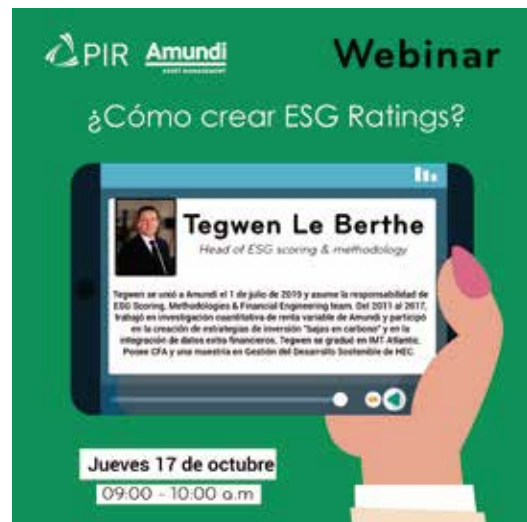 PIR Amundi Webinar
ASSET MANAGEMENT
¿Cómo crear ESG Ratings?
Tegwen Le Berthe
Head of ESG scoring & methodology
Tegwen se unió a Amundi el 1 de julio de 2019 y asume la responsabilidad de
ESG Scoring, Methodologies & Financial Engineering team. Del 2011 al 2017,
trabajó en investigación cuantitativa de renta variable de Amundi y participó
en la creación de estrategias de inversión "bajas en carbono" y en la
integración de datos extra financieros. Tegwen se graduó en IMT Atlantic.
Posee CFA y una maestría en Gestión del Desarrollo Sostenible de HEC.
Jueves 17 de octubre
09:00 - 10:00 a.m